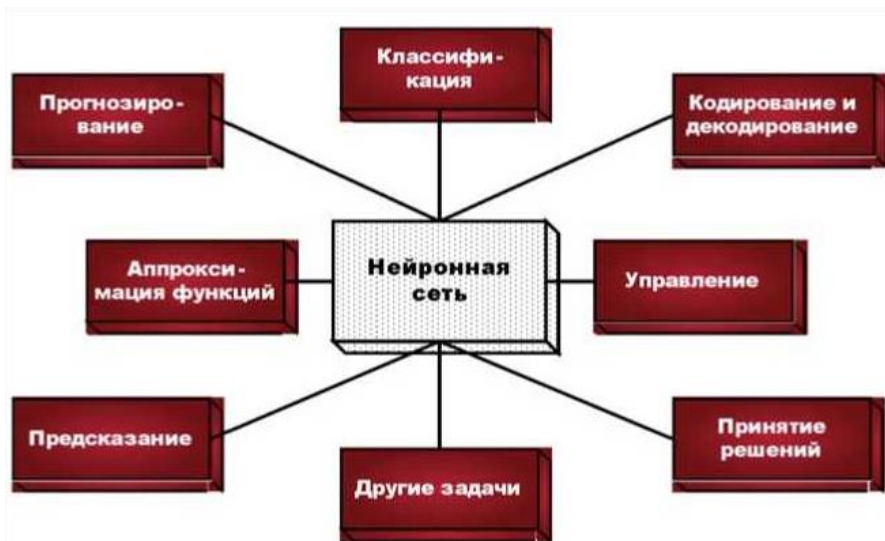 Классифи-
кация
Прогнозиро-
вание
Кодирование и
декодирование
Аппрокси-
мация функций
Нейронная
сеть
Управление
Предсказание
Принятие
решений
Другие задачи